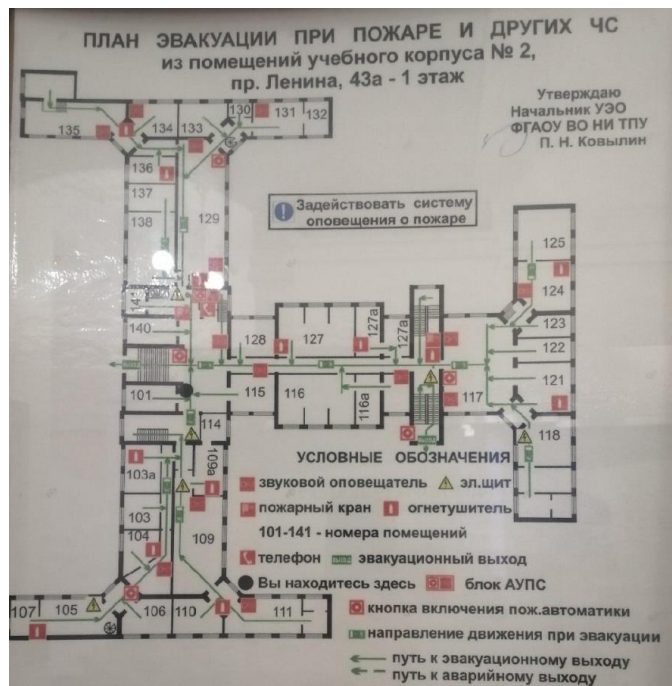 ПЛАН ЭВАКУАЦИИ ПРИ ПОЖАРЕ И ДРУГИХ ЧС
из помещений учебного корпуса № 2,
пр. Ленина, 43а - 1 этаж
Утверждаю
Начальник УЭО
ФГАОУ ВО НИ ТПУ
П. Н. Ковылин
135
134
133
130
131
132
136
137
138
129
Задействовать систему
оповещения о пожаре
125
124
123
122
121
118
140
128
127
127а
127а
101
115
116
116а
117
114
103а
109а
103
104
109
107
105
106
110
111
УСЛОВНЫЕ ОБОЗНАЧЕНИЯ
звуковой оповещатель
эл.щит
пожарный кран
огнетушитель
101-141 - номера помещений
телефон
эвакуационный выход
Вы находитесь здесь
блок АУПС
кнопка включения пож.автоматики
направление движения при эвакуации
путь к эвакуационному выходу
путь к аварийному выходу